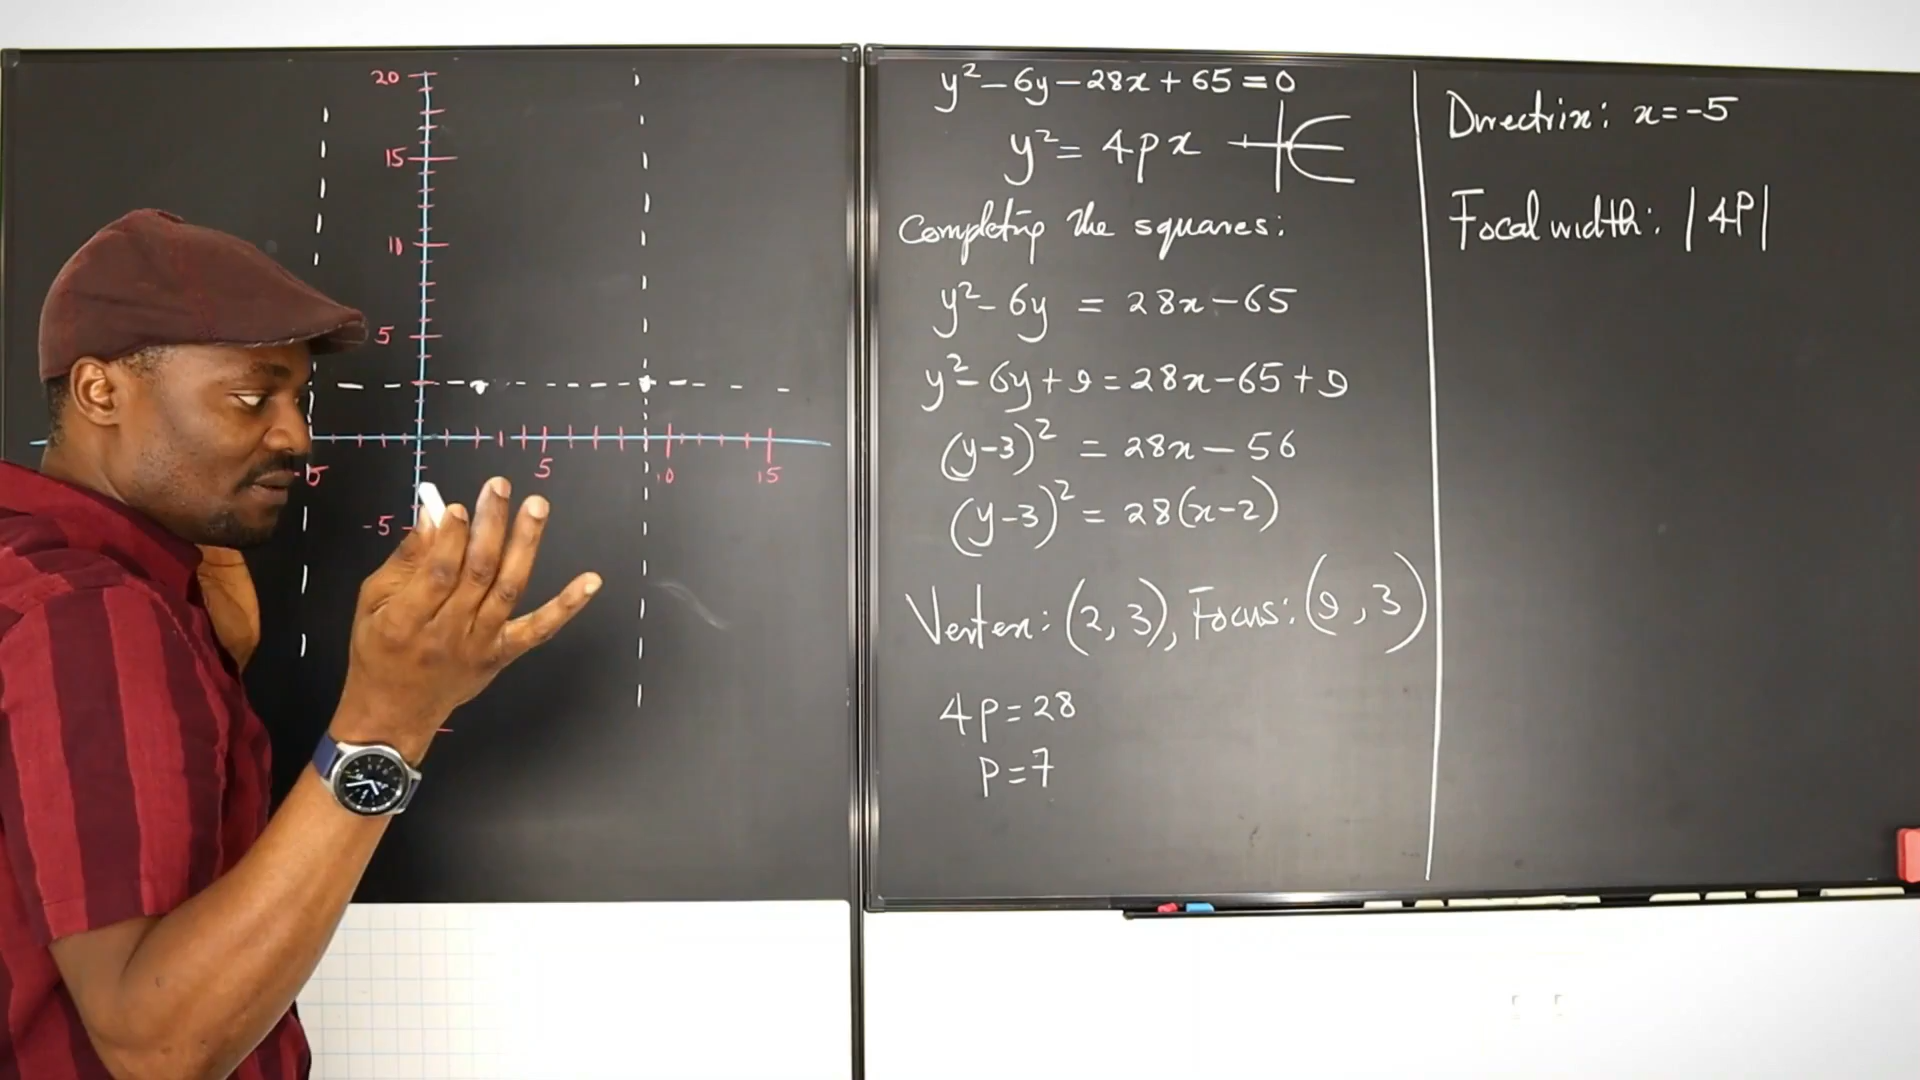 20
15
10
5
-5
5
10
15
-5
y² - 6y - 28x + 65 = 0
y² = 4px
Completing the squares:
y² - 6y = 28x - 65
y² - 6y + 9 = 28x - 65 + 9
(y-3)² = 28x - 56
(y-3)² = 28(x-2)
Vertex: (2, 3), Focus: (9, 3)
4p = 28
p = 7
Directrix: x = -5
Focal width: |4P|